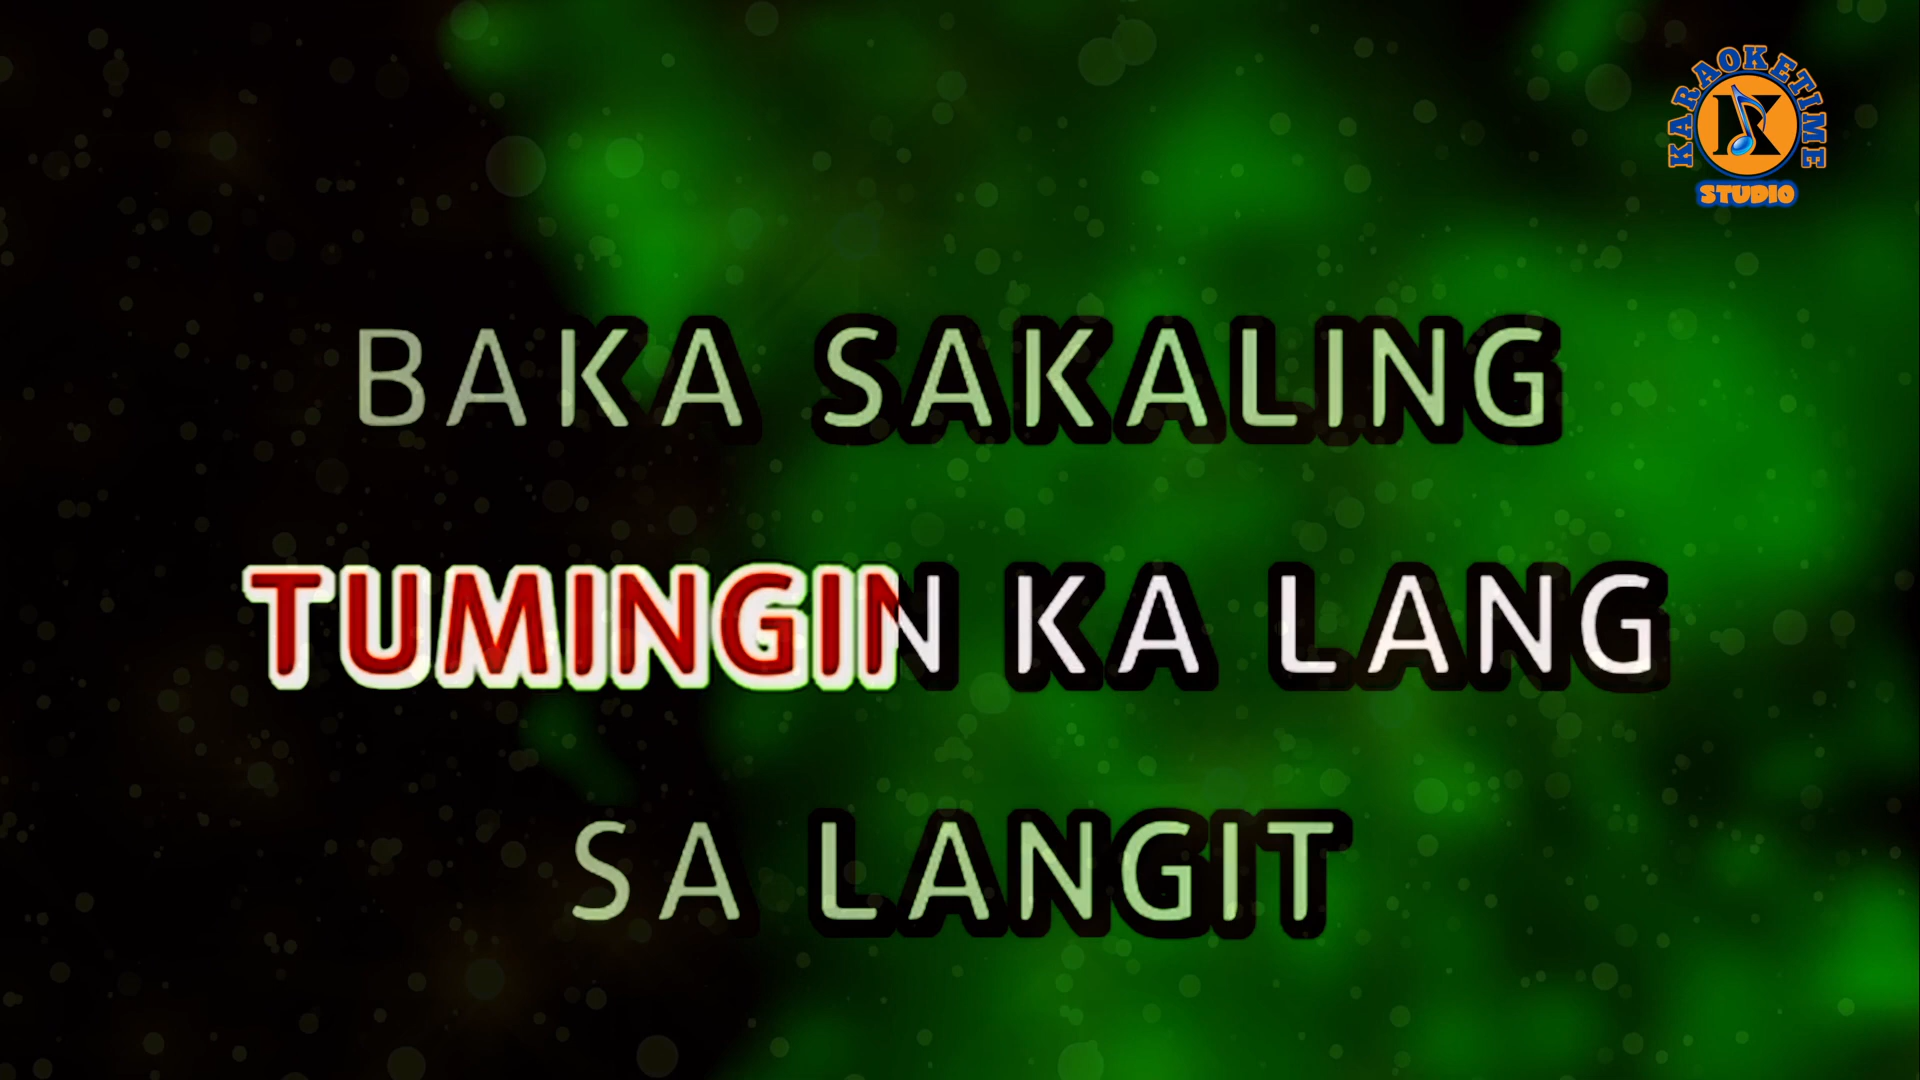 KARAOKETIME
STUDIO
BAKA SAKALING
TUMINGIN KA LANG
SA LANGIT